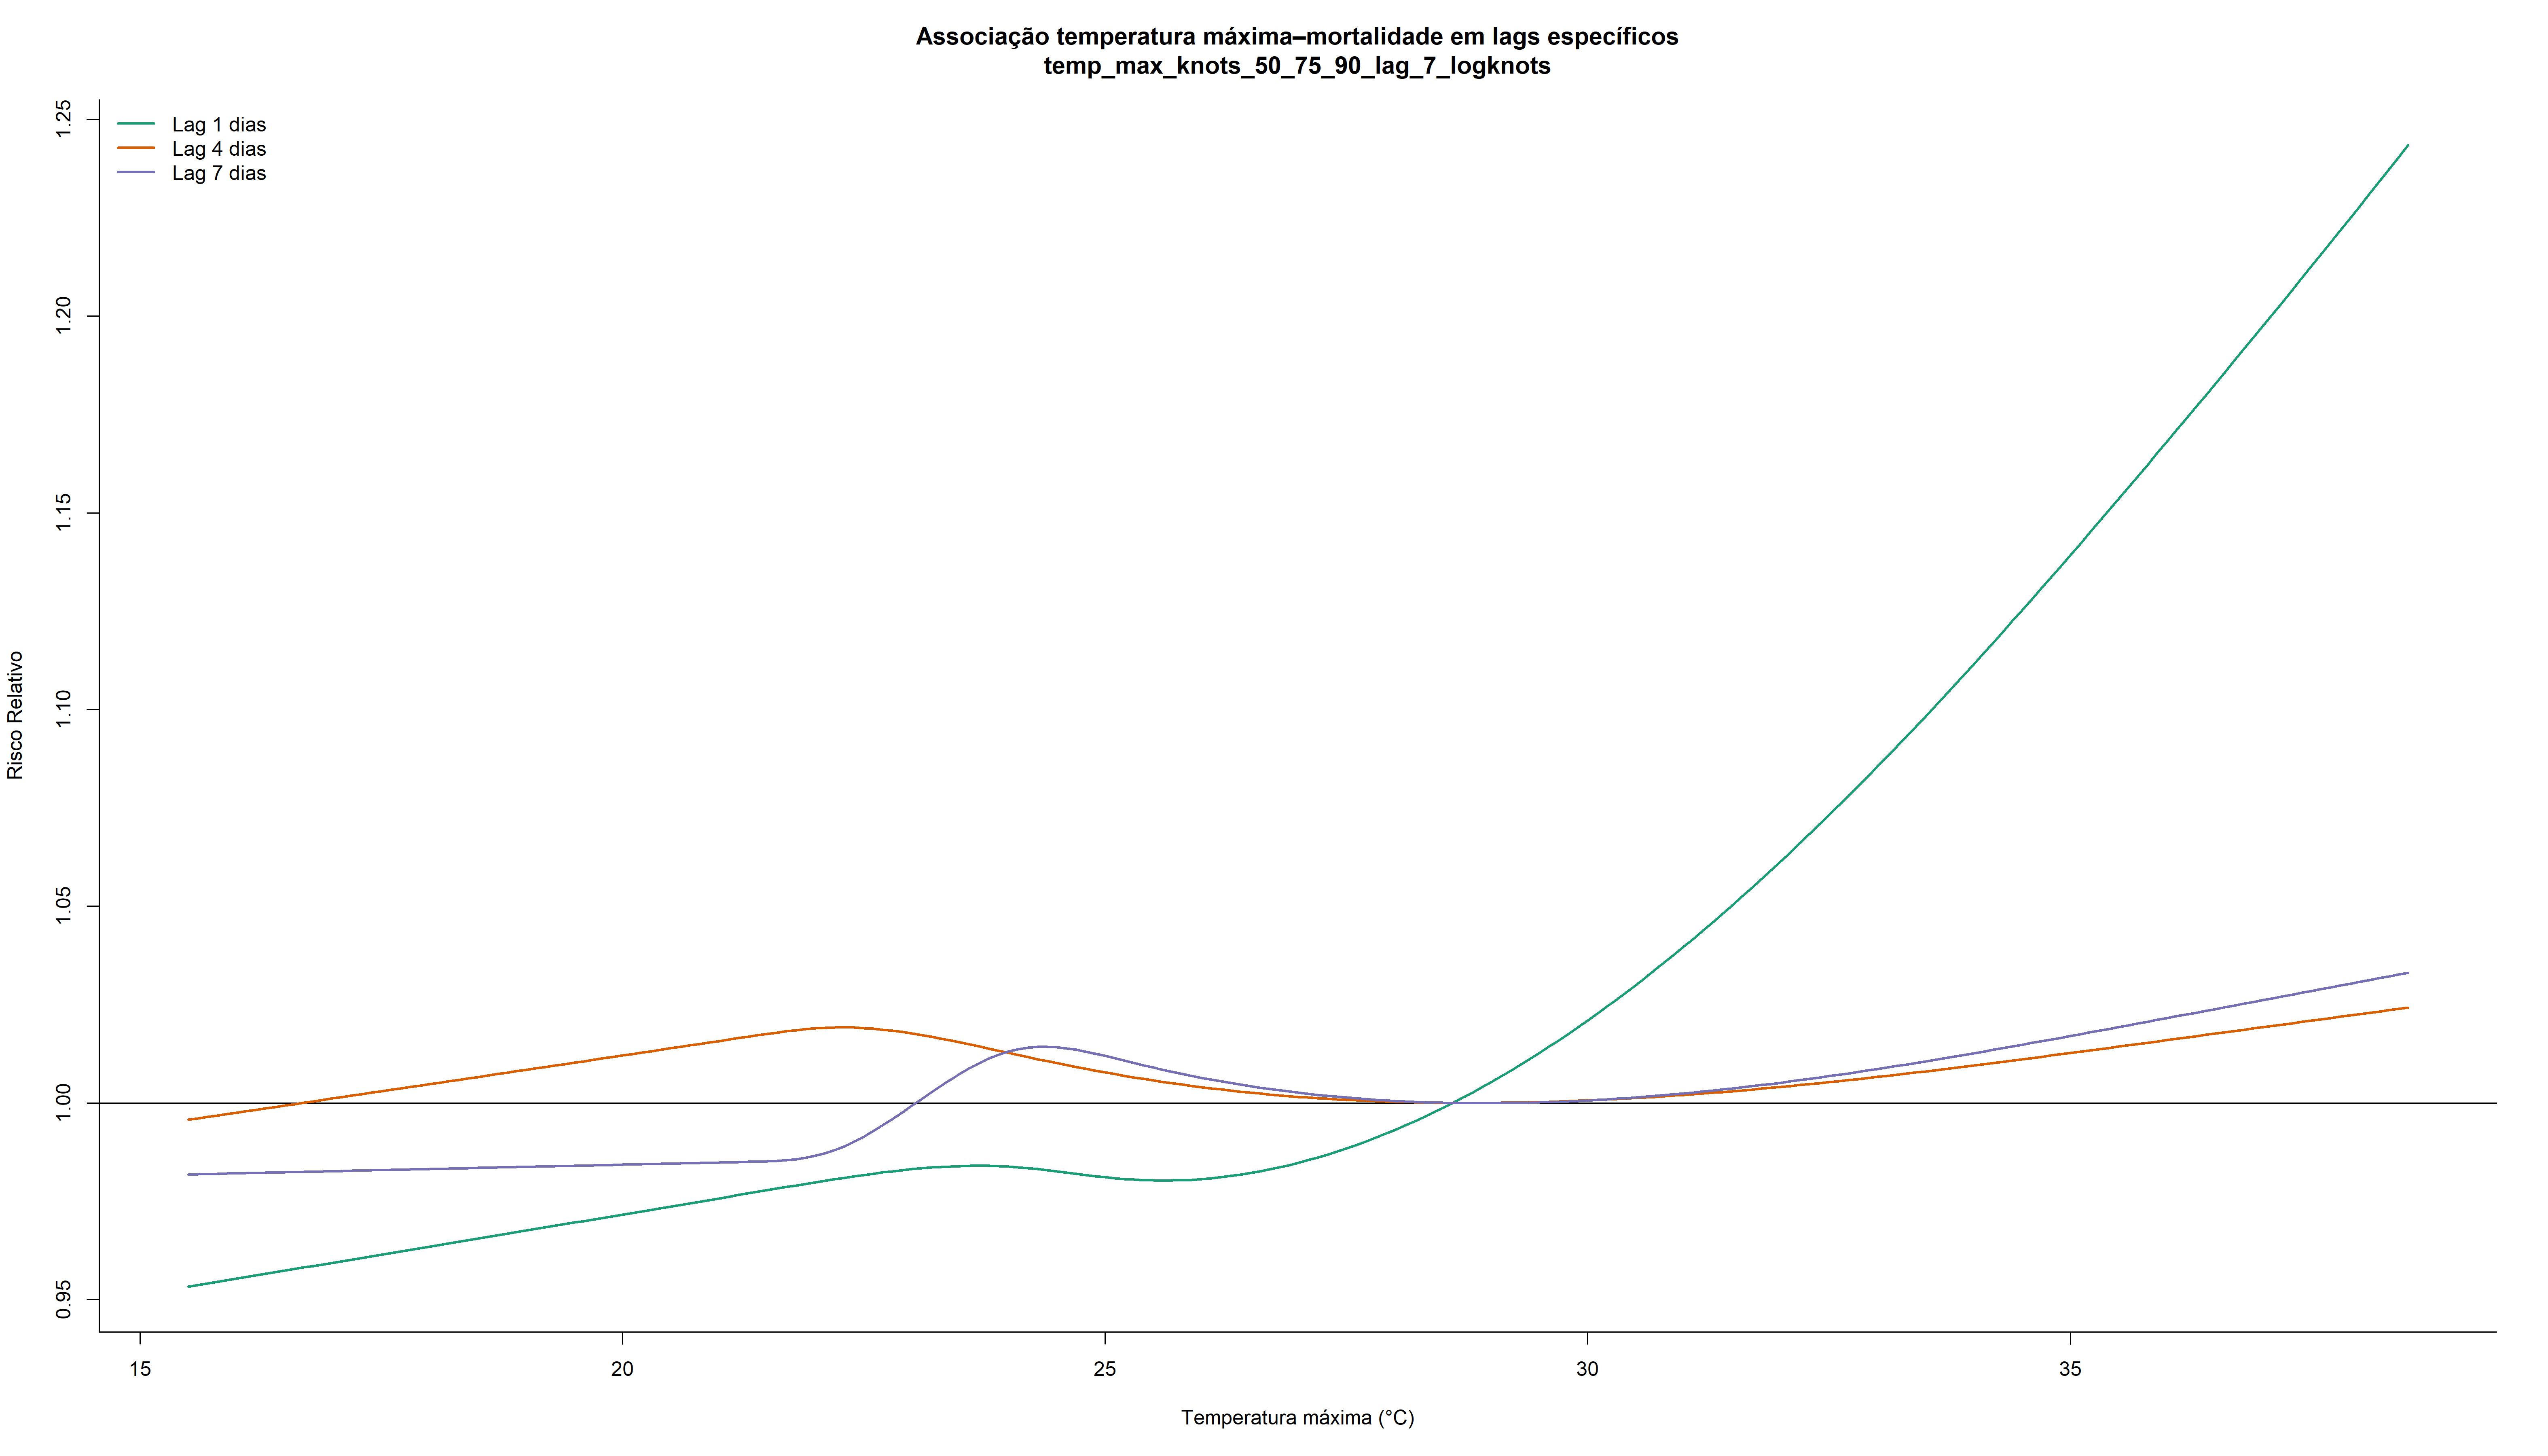 Associação temperatura máxima–mortalidade em lags específicos
temp_max_knots_50_75_90_lag_7_logknots
Lag 1 dias
Lag 4 dias
Lag 7 dias
1.25
1.20
1.15
1.10
1.05
1.00
0.95
Risco Relativo
15
20
25
30
35
Temperatura máxima (°C)